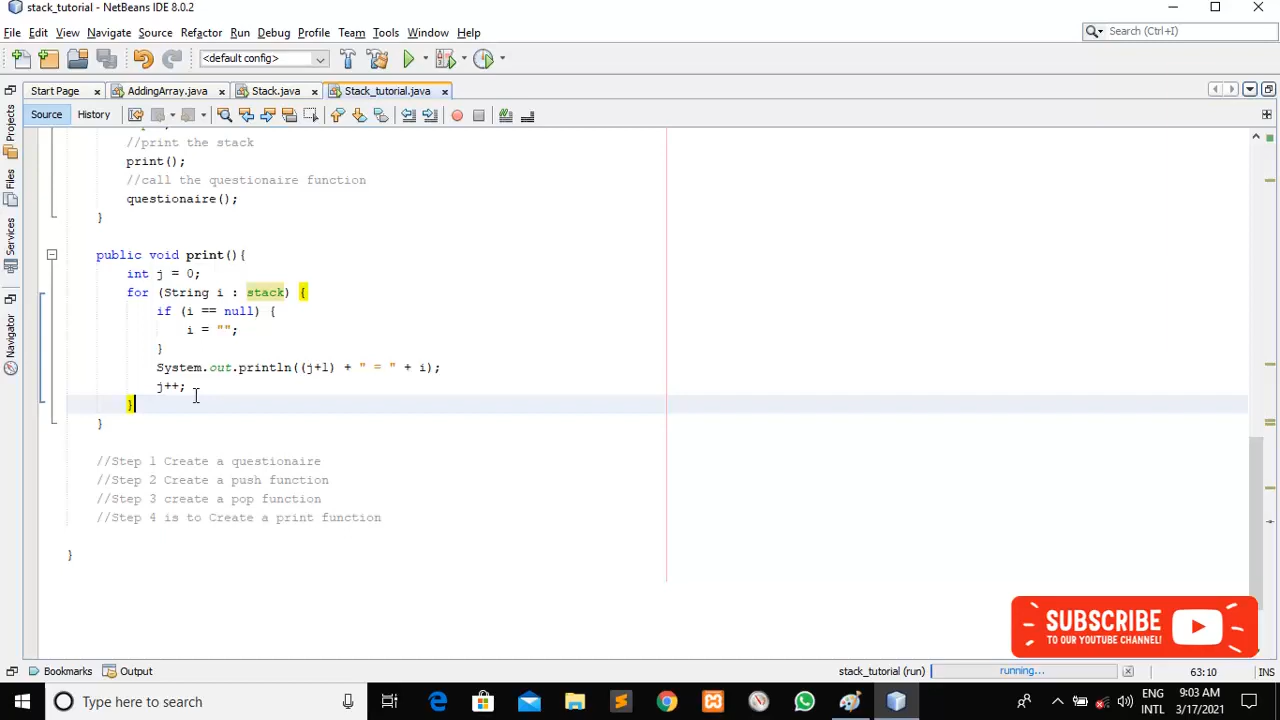 stack_tutorial - NetBeans IDE 8.0.2
File Edit View Navigate Source Refactor Run Debug Profile Team Tools Window Help
Search (Ctrl+I)
<default config>
Start Page AddingArray.java Stack.java Stack_tutorial.java
Source History
Projects
Files
Services
Navigator
//print the stack
print();
//call the questionaire function
questionaire();
}
public void print(){
int j = 0;
for (String i : stack) {
if (i == null) {
i = "";
}
System.out.println((j+1) + " = " + i);
j++;
}
}
//Step 1 Create a questionaire
//Step 2 Create a push function
//Step 3 create a pop function
//Step 4 is to Create a print function
}
SUBSCRIBE
TO OUR YOUTUBE CHANNEL!
Bookmarks Output stack_tutorial (run) running... 63:10 INS
Type here to search
ENG
INTL
9:03 AM
3/17/2021